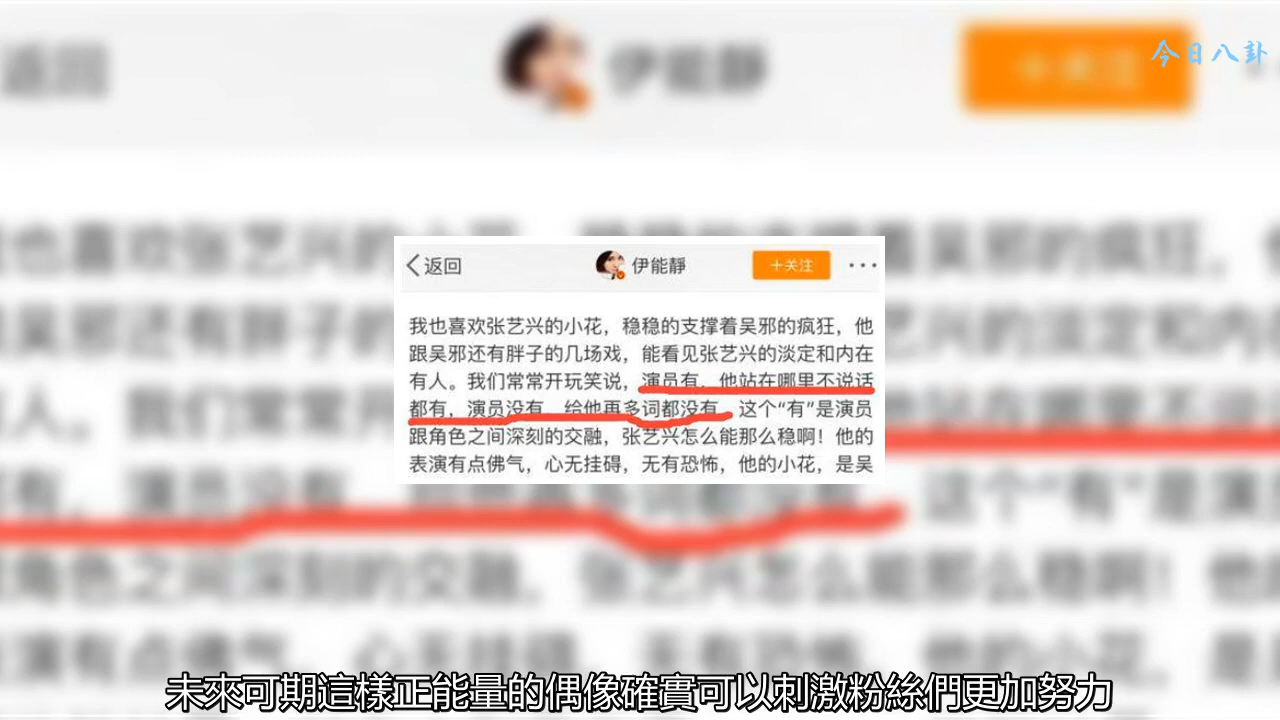 今日八卦
返回
伊能靜
+关注
我也喜欢张艺兴的小花，稳稳的支撑着吴邪的疯狂，他
跟吴邪还有胖子的几场戏，能看见张艺兴的淡定和内在
有人。我们常常开玩笑说，演员有，他站在哪里不说话
都有，演员没有，给他再多词都没有。这个“有”是演员
跟角色之间深刻的交融，张艺兴怎么能那么稳啊！他的
表演有点佛气，心无挂碍，无有恐怖，他的小花，是吴
未來可期這樣正能量的偶像確實可以刺激粉絲們更加努力